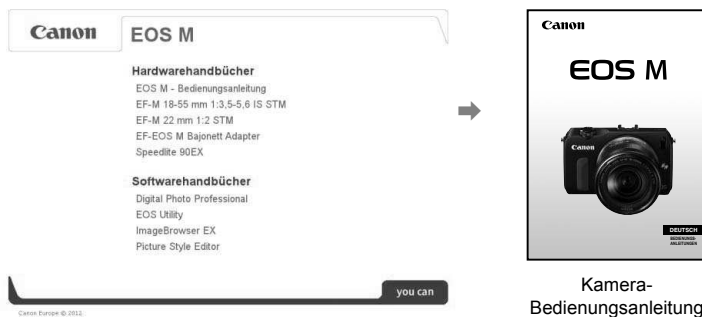 Canon
EOS M
Hardwarehandbücher
EOS M - Bedienungsanleitung
EF-M 18-55 mm 1:3,5-5,6 IS STM
EF-M 22 mm 1:2 STM
EF-EOS M Bajonett Adapter
Speedlite 90EX
Softwarehandbücher
Digital Photo Professional
EOS Utility
ImageBrowser EX
Picture Style Editor
you can
Canon Europe © 2012
Canon
EOS M
Canon
DEUTSCH
BEDIENUNGS-
ANLEITUNGEN
Kamera-
Bedienungsanleitung